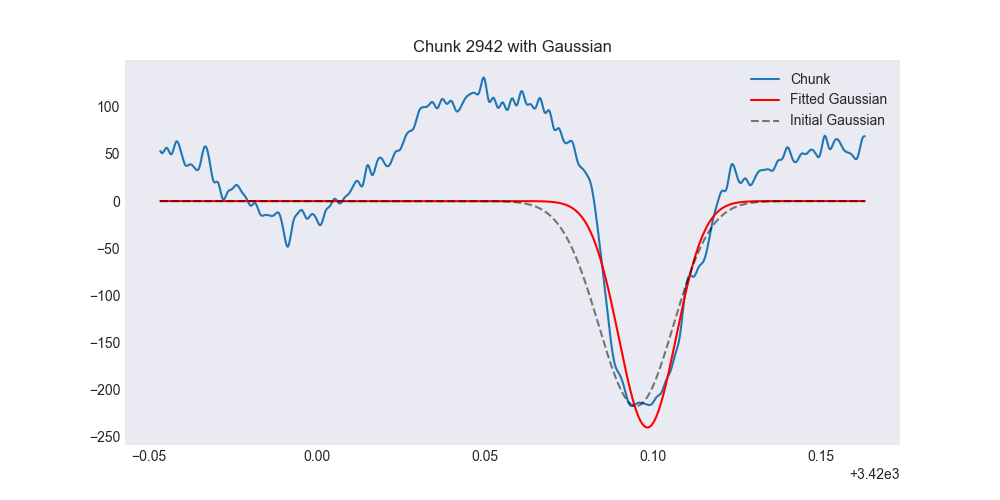 Chunk 2942 with Gaussian
Chunk
Fitted Gaussian
Initial Gaussian
100
50
0
−50
−100
−150
−200
−250
−0.05 0.00 0.05 0.10 0.15
+3.42e3